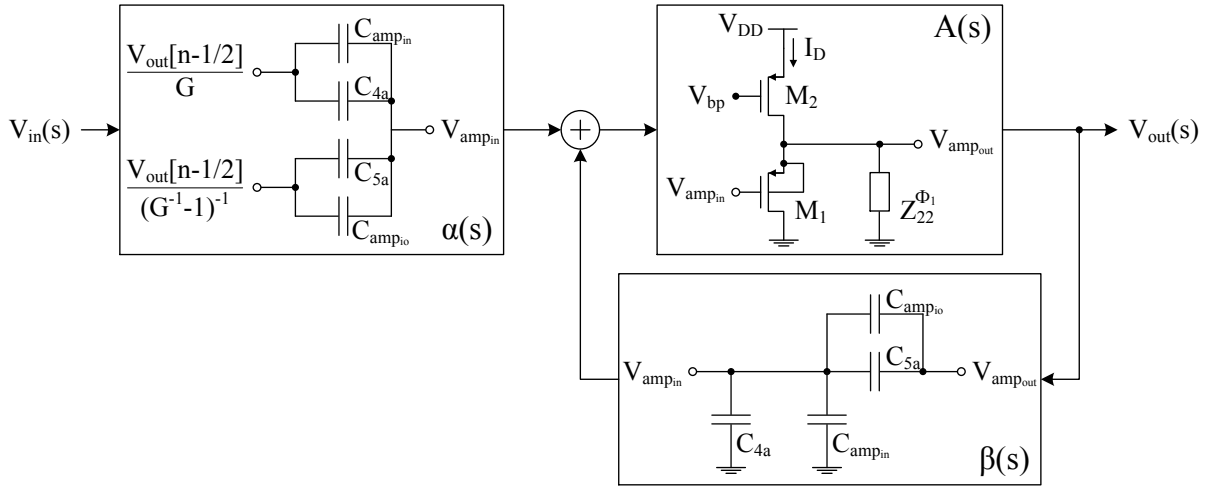 V_in(s)
V_out[n-1/2]
G
V_out[n-1/2]
(G^-1-1)^-1
C_amp_in
C_4a
C_5a
C_amp_io
V_amp_in
α(s)
+
A(s)
V_DD
I_D
V_bp
M_2
V_amp_out
V_amp_in
M_1
Z_22^Φ_1
V_out(s)
C_amp_io
C_5a
V_amp_in
V_amp_out
C_4a
C_amp_in
β(s)